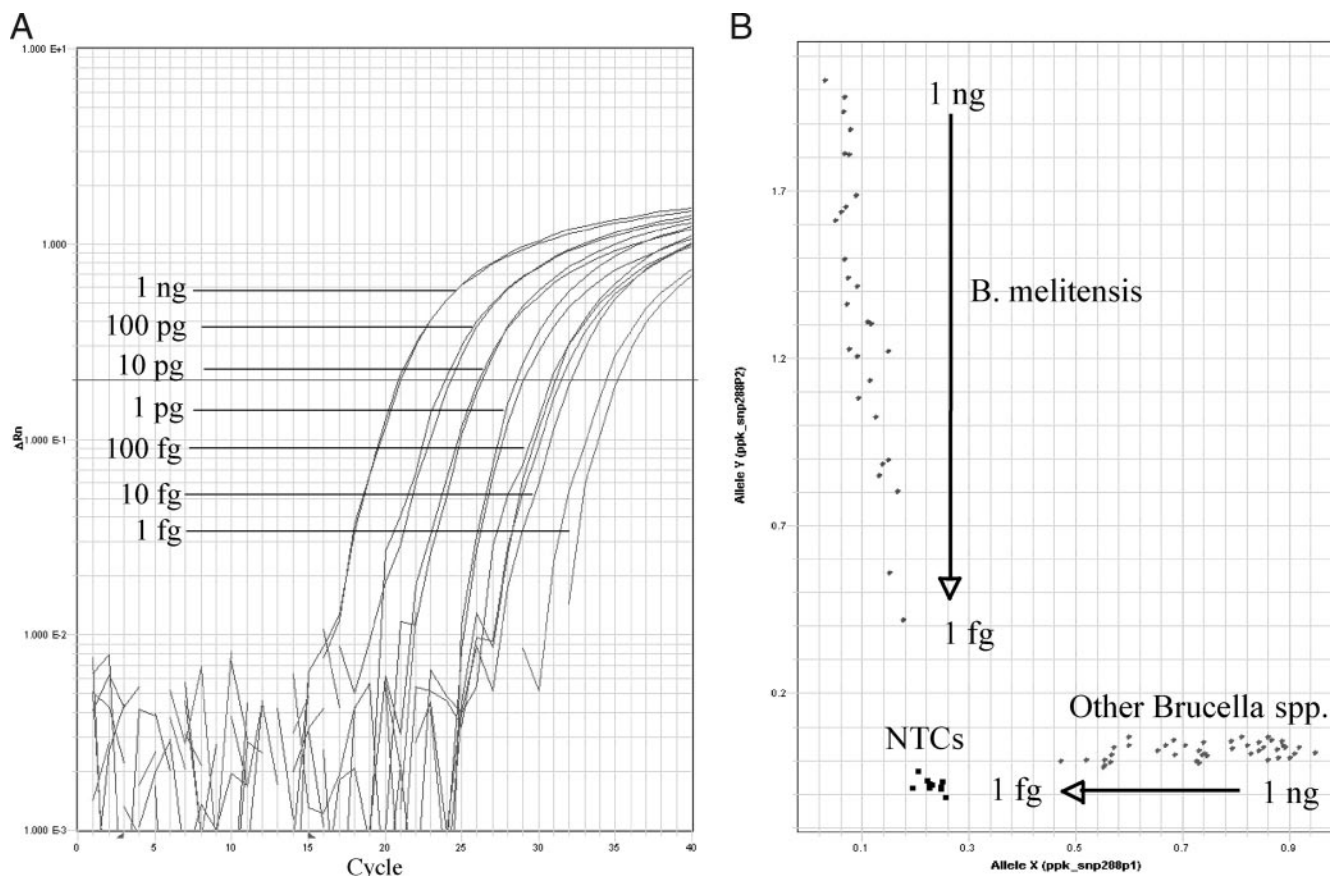 A
1.000 E+1
1.000
1.000 E-1
1.000 E-2
1.000 E-3
ΔRn
1 ng
100 pg
10 pg
1 pg
100 fg
10 fg
1 fg
0 5 10 15 20 25 30 35 40
Cycle
B
1.7
1.2
0.7
0.2
Allele Y (ppk_snp288P2)
1 ng
B. melitensis
1 fg
Other Brucella spp.
NTCs
1 fg
1 ng
0.1 0.3 0.5 0.7 0.9
Allele X (ppk_snp288p1)